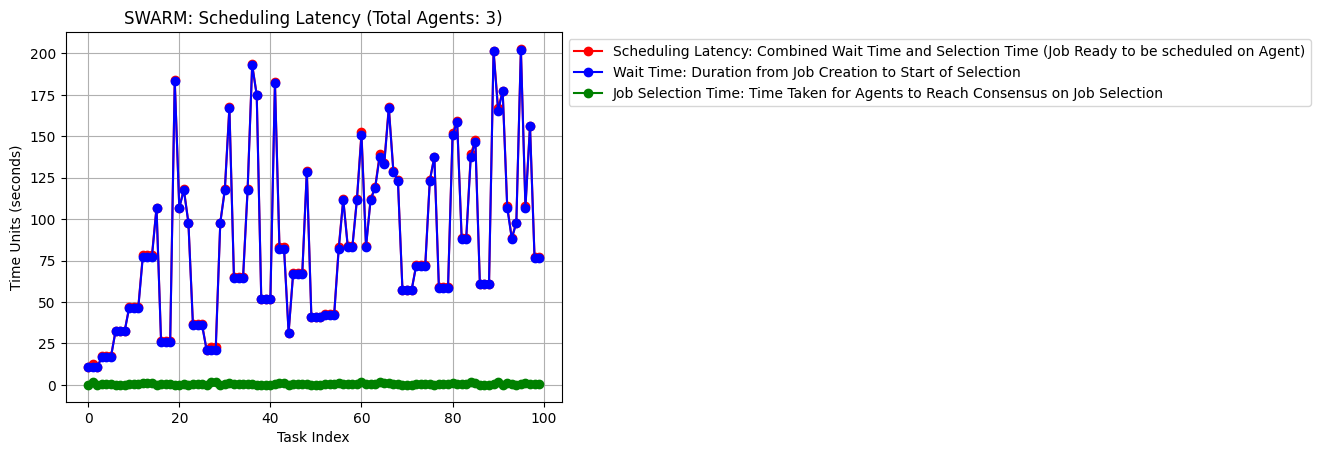 SWARM: Scheduling Latency (Total Agents: 3)
Scheduling Latency: Combined Wait Time and Selection Time (Job Ready to be scheduled on Agent)
Wait Time: Duration from Job Creation to Start of Selection
Job Selection Time: Time Taken for Agents to Reach Consensus on Job Selection
Time Units (seconds)
200
175
150
125
100
75
50
25
0
0 20 40 60 80 100
Task Index